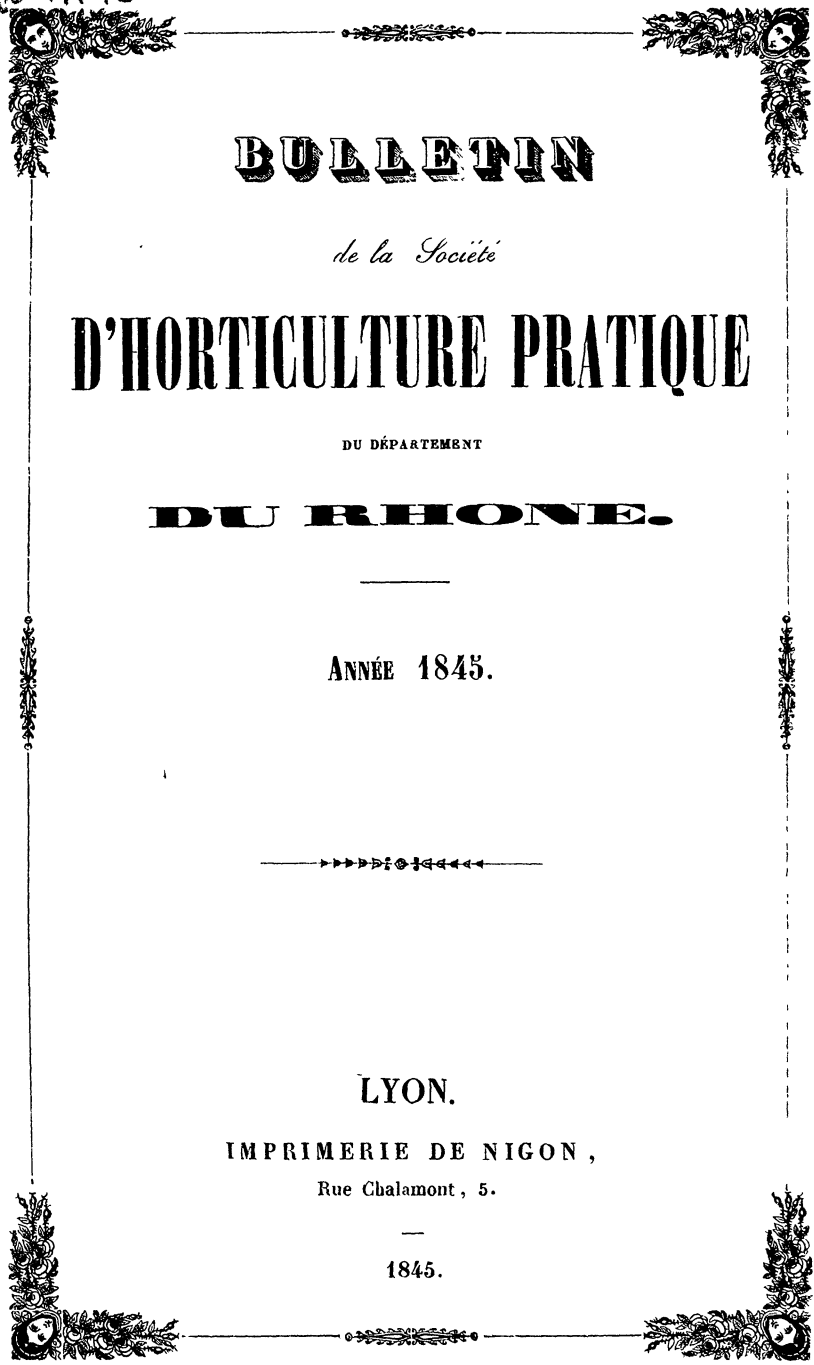 BULLETIN
de la Société
D'HORTICULTURE PRATIQUE
DU DÉPARTEMENT
DU RHONE.
ANNÉE 1845.
LYON.
IMPRIMERIE DE NIGON ,
Rue Chalamont , 5.
1845.